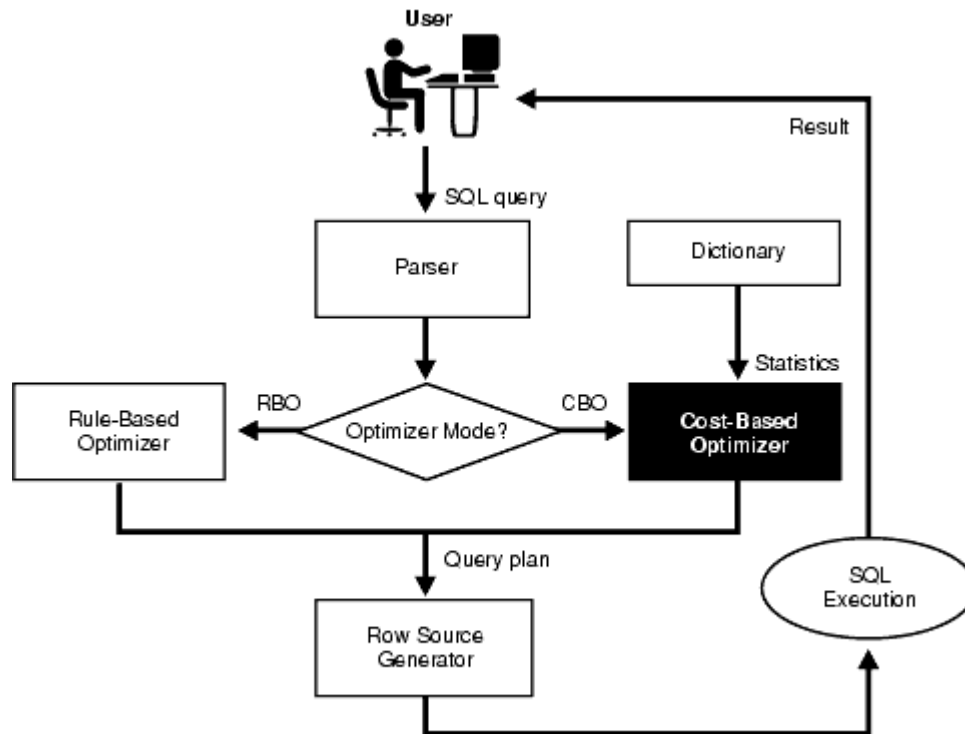 User
Result
SQL query
Parser
Dictionary
Statistics
Rule-Based
Optimizer
RBO
Optimizer Mode?
CBO
Cost-Based
Optimizer
Query plan
SQL
Execution
Row Source
Generator